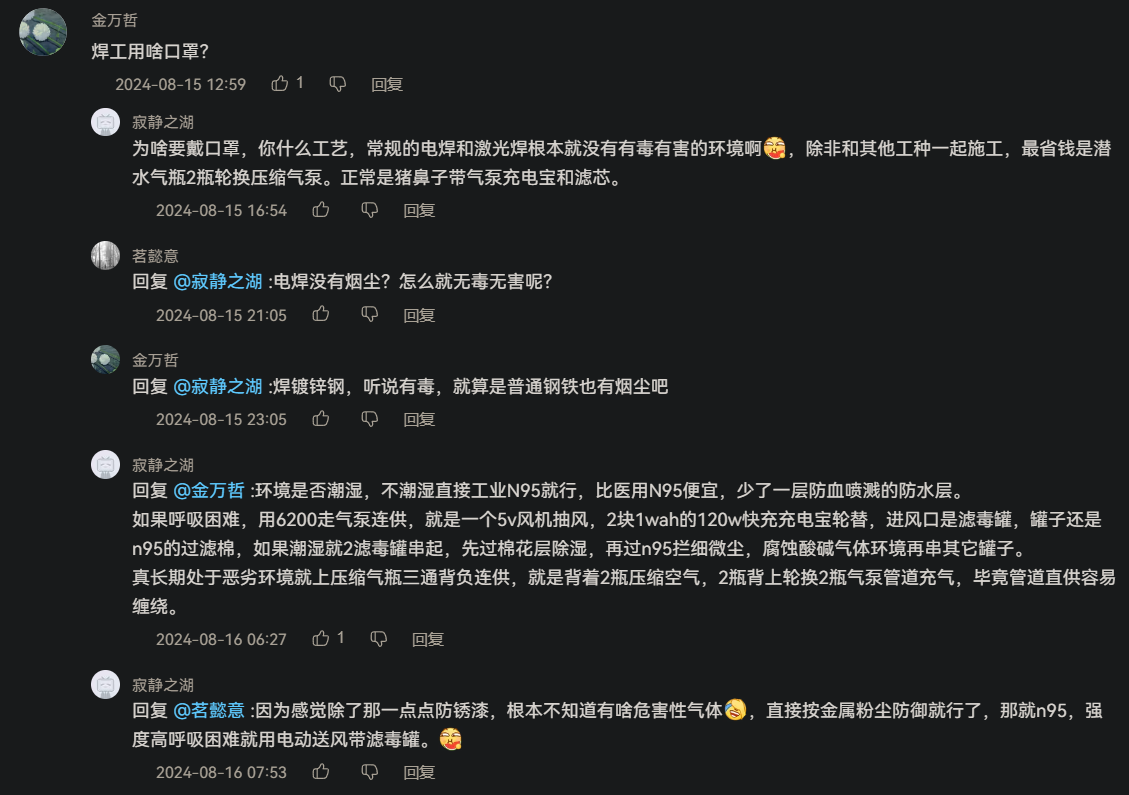 金万哲
焊工用啥口罩？
2024-08-15 12:59 1 回复
寂静之湖
为啥要戴口罩，你什么工艺，常规的电焊和激光焊根本就没有有毒有害的环境啊，除非和其他工种一起施工，最省钱是潜
水气瓶2瓶轮换压缩气泵。正常是猪鼻子带气泵充电宝和滤芯。
2024-08-15 16:54 回复
茗懿意
回复 @寂静之湖 :电焊没有烟尘？怎么就无毒无害呢？
2024-08-15 21:05 回复
金万哲
回复 @寂静之湖 :焊镀锌钢，听说有毒，就算是普通钢铁也有烟尘吧
2024-08-15 23:05 回复
寂静之湖
回复 @金万哲 :环境是否潮湿，不潮湿直接工业N95就行，比医用N95便宜，少了一层防血喷溅的防水层。
如果呼吸困难，用6200走气泵连供，就是一个5v风机抽风，2块1wah的120w快充充电宝轮替，进风口是滤毒罐，罐子还是
n95的过滤棉，如果潮湿就2滤毒罐串起，先过棉花层除湿，再过n95拦细微尘，腐蚀酸碱气体环境再串其它罐子。
真长期处于恶劣环境就上压缩气瓶三通背负连供，就是背着2瓶压缩空气，2瓶背上轮换2瓶气泵管道充气，毕竟管道直供容易
缠绕。
2024-08-16 06:27 1 回复
寂静之湖
回复 @茗懿意 :因为感觉除了那一点点防锈漆，根本不知道有啥危害性气体，直接按金属粉尘防御就行了，那就n95，强
度高呼吸困难就用电动送风带滤毒罐。
2024-08-16 07:53 回复